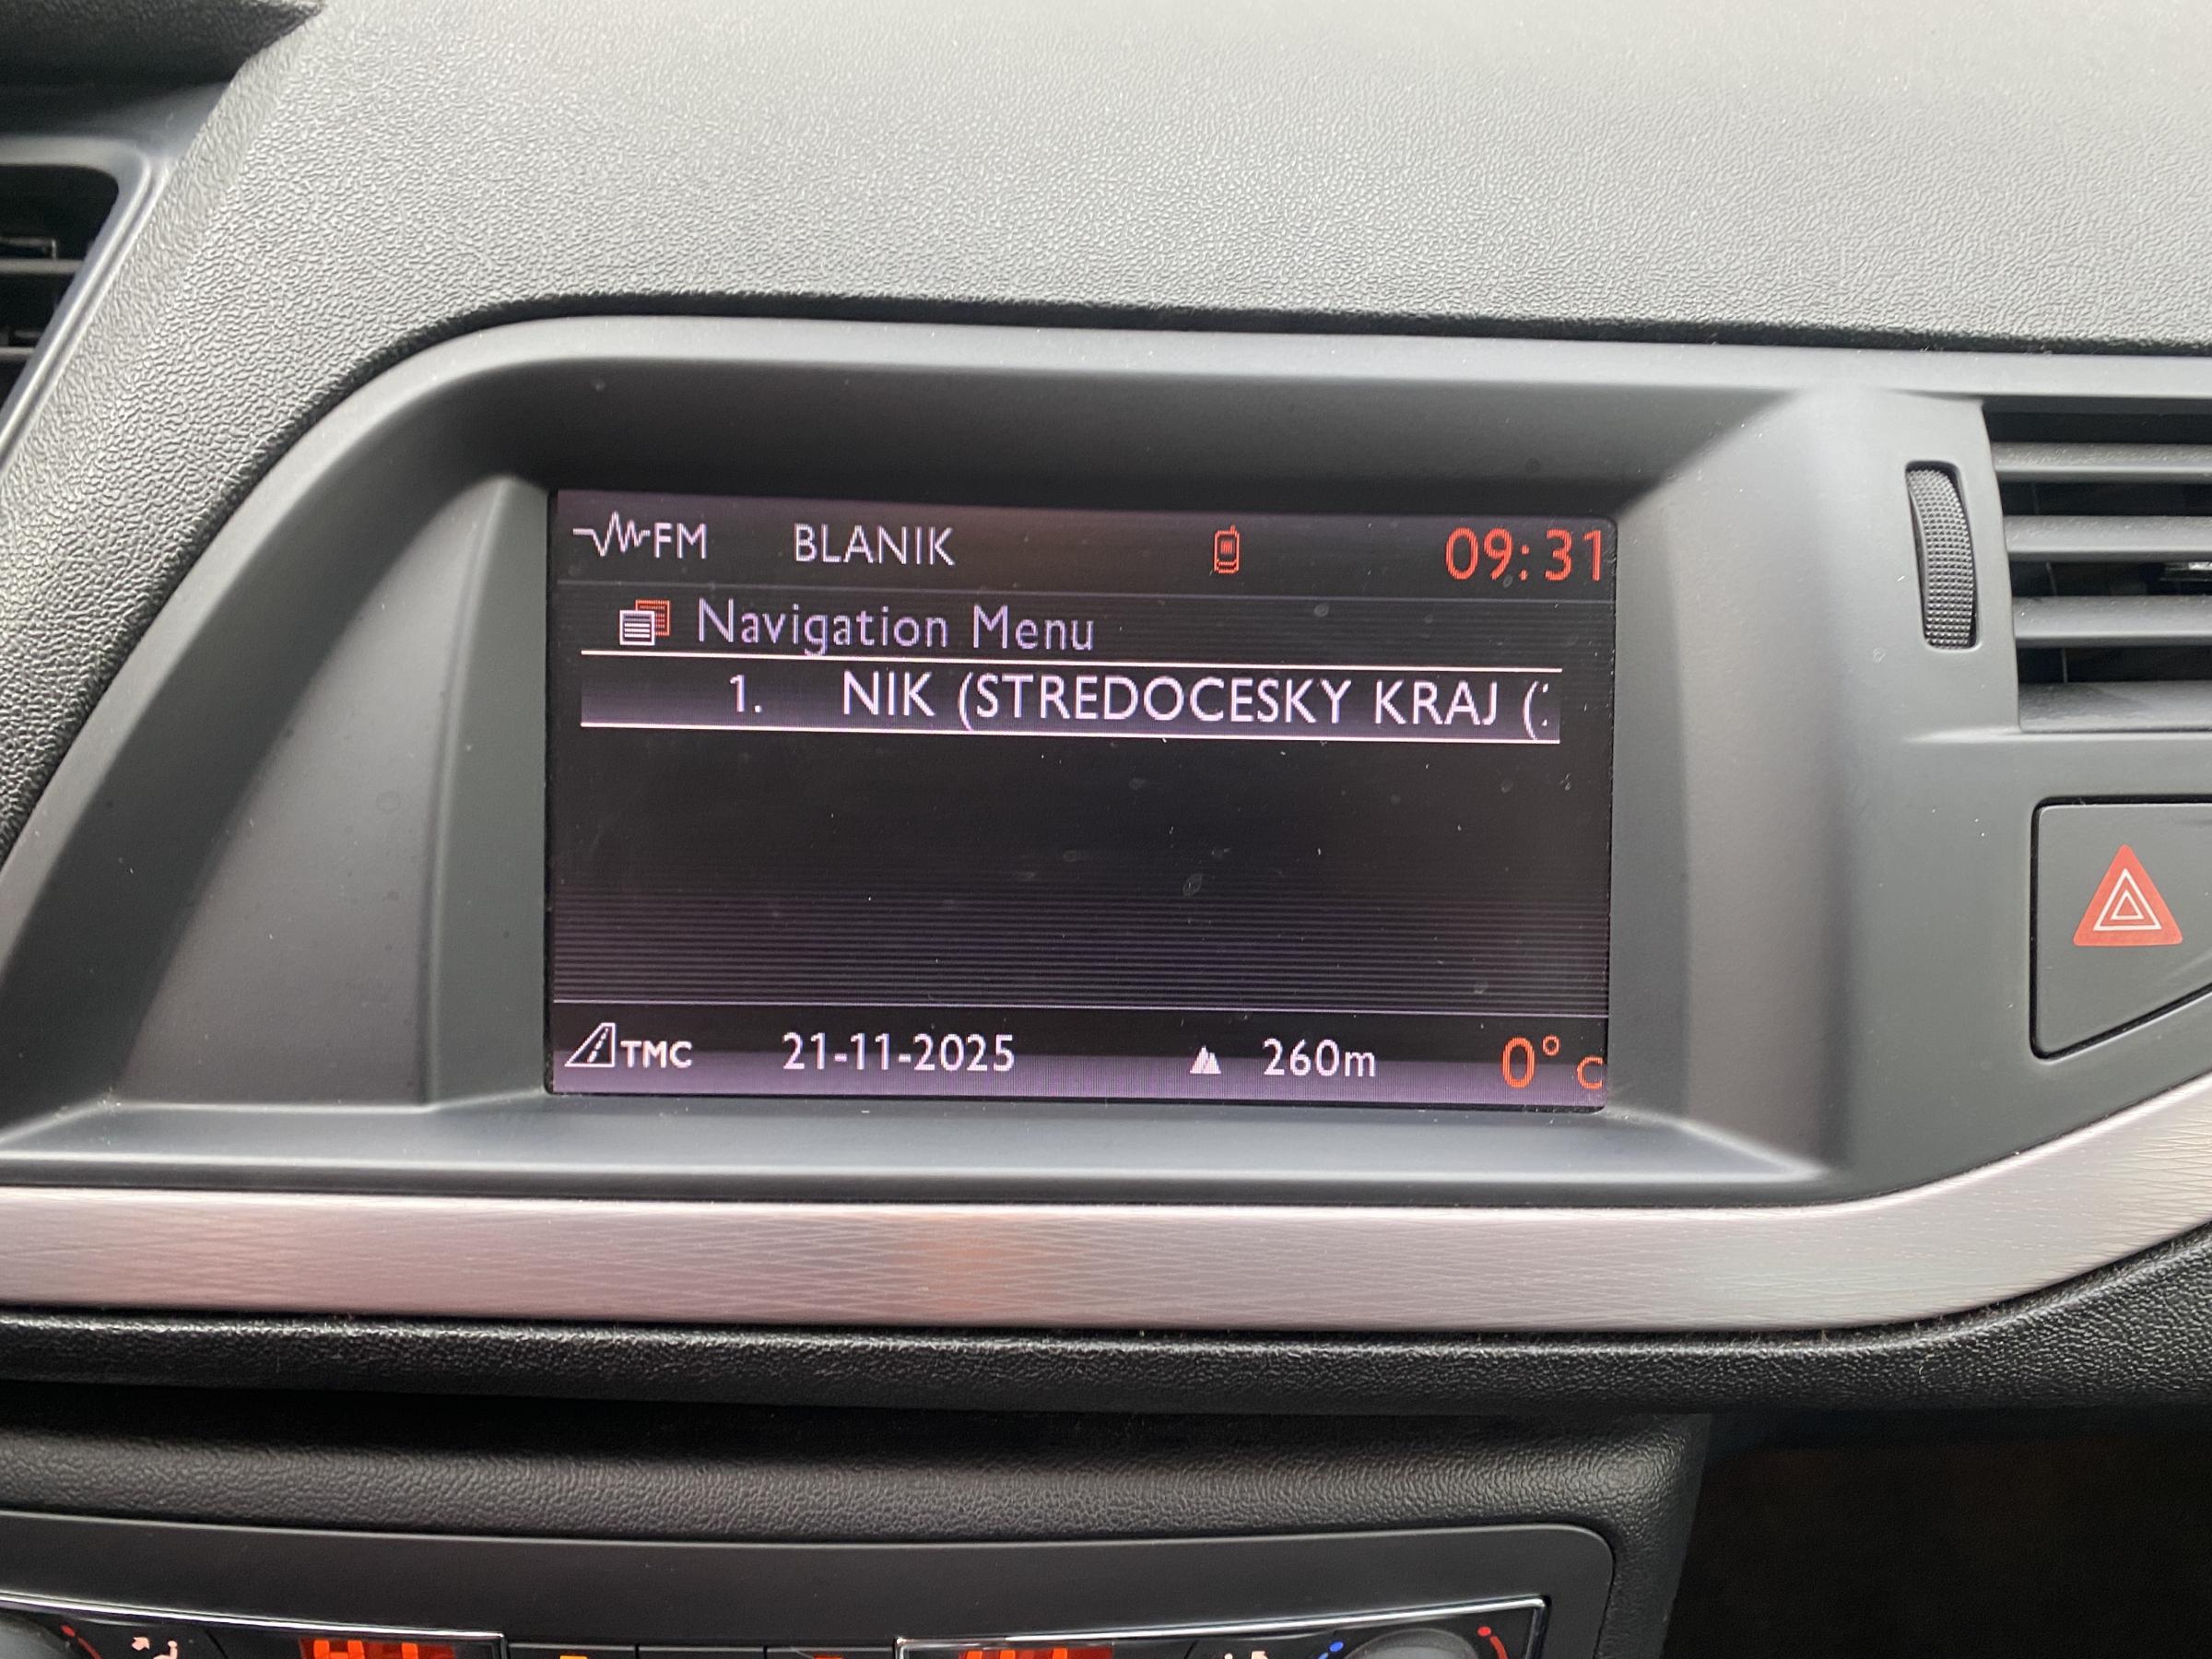 FM BLANIK 09:31
Navigation Menu
1. NIK (STREDOCESKY KRAJ (
TMC 21-11-2025 260m 0° C